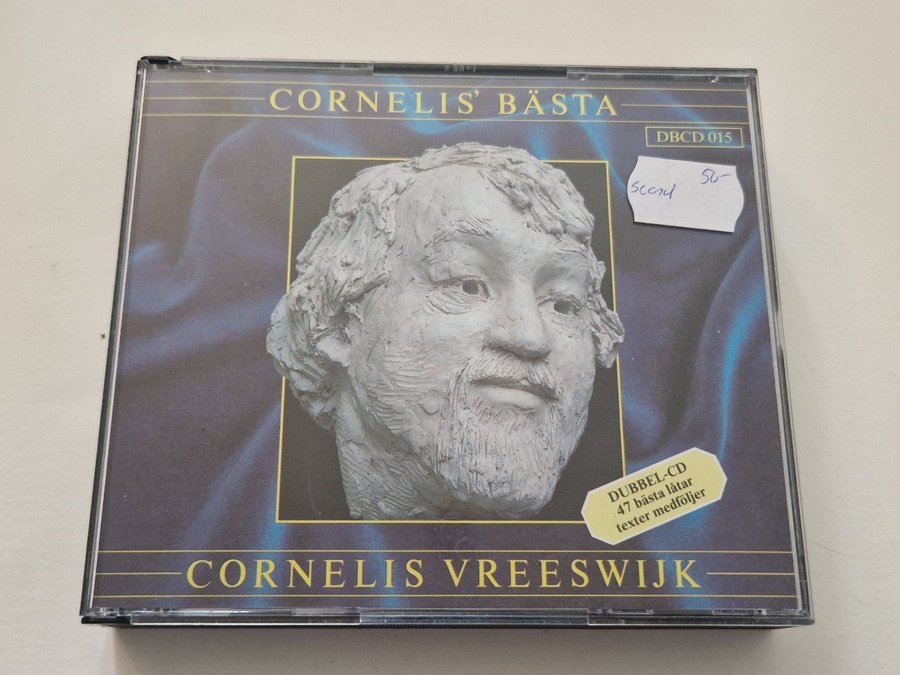 CORNELIS' BÄSTA
DBCD 015
50-
DUBBEL-CD
47 bästa låtar
texter medföljer
CORNELIS VREESWIJK